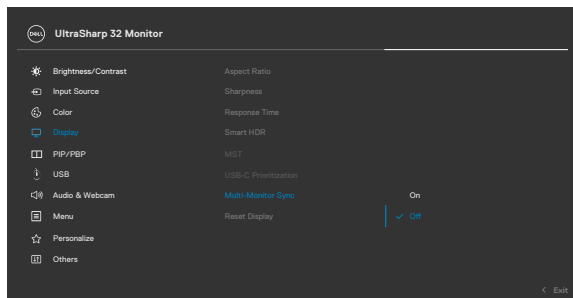 DELL UltraSharp 32 Monitor
Brightness/Contrast Aspect Ratio
Input Source Sharpness
Color Response Time
Display Smart HDR
PIP/PBP MST
USB USB-C Prioritization
Audio & Webcam Multi-Monitor Sync On
Menu Reset Display Off
Personalize
Others
Exit